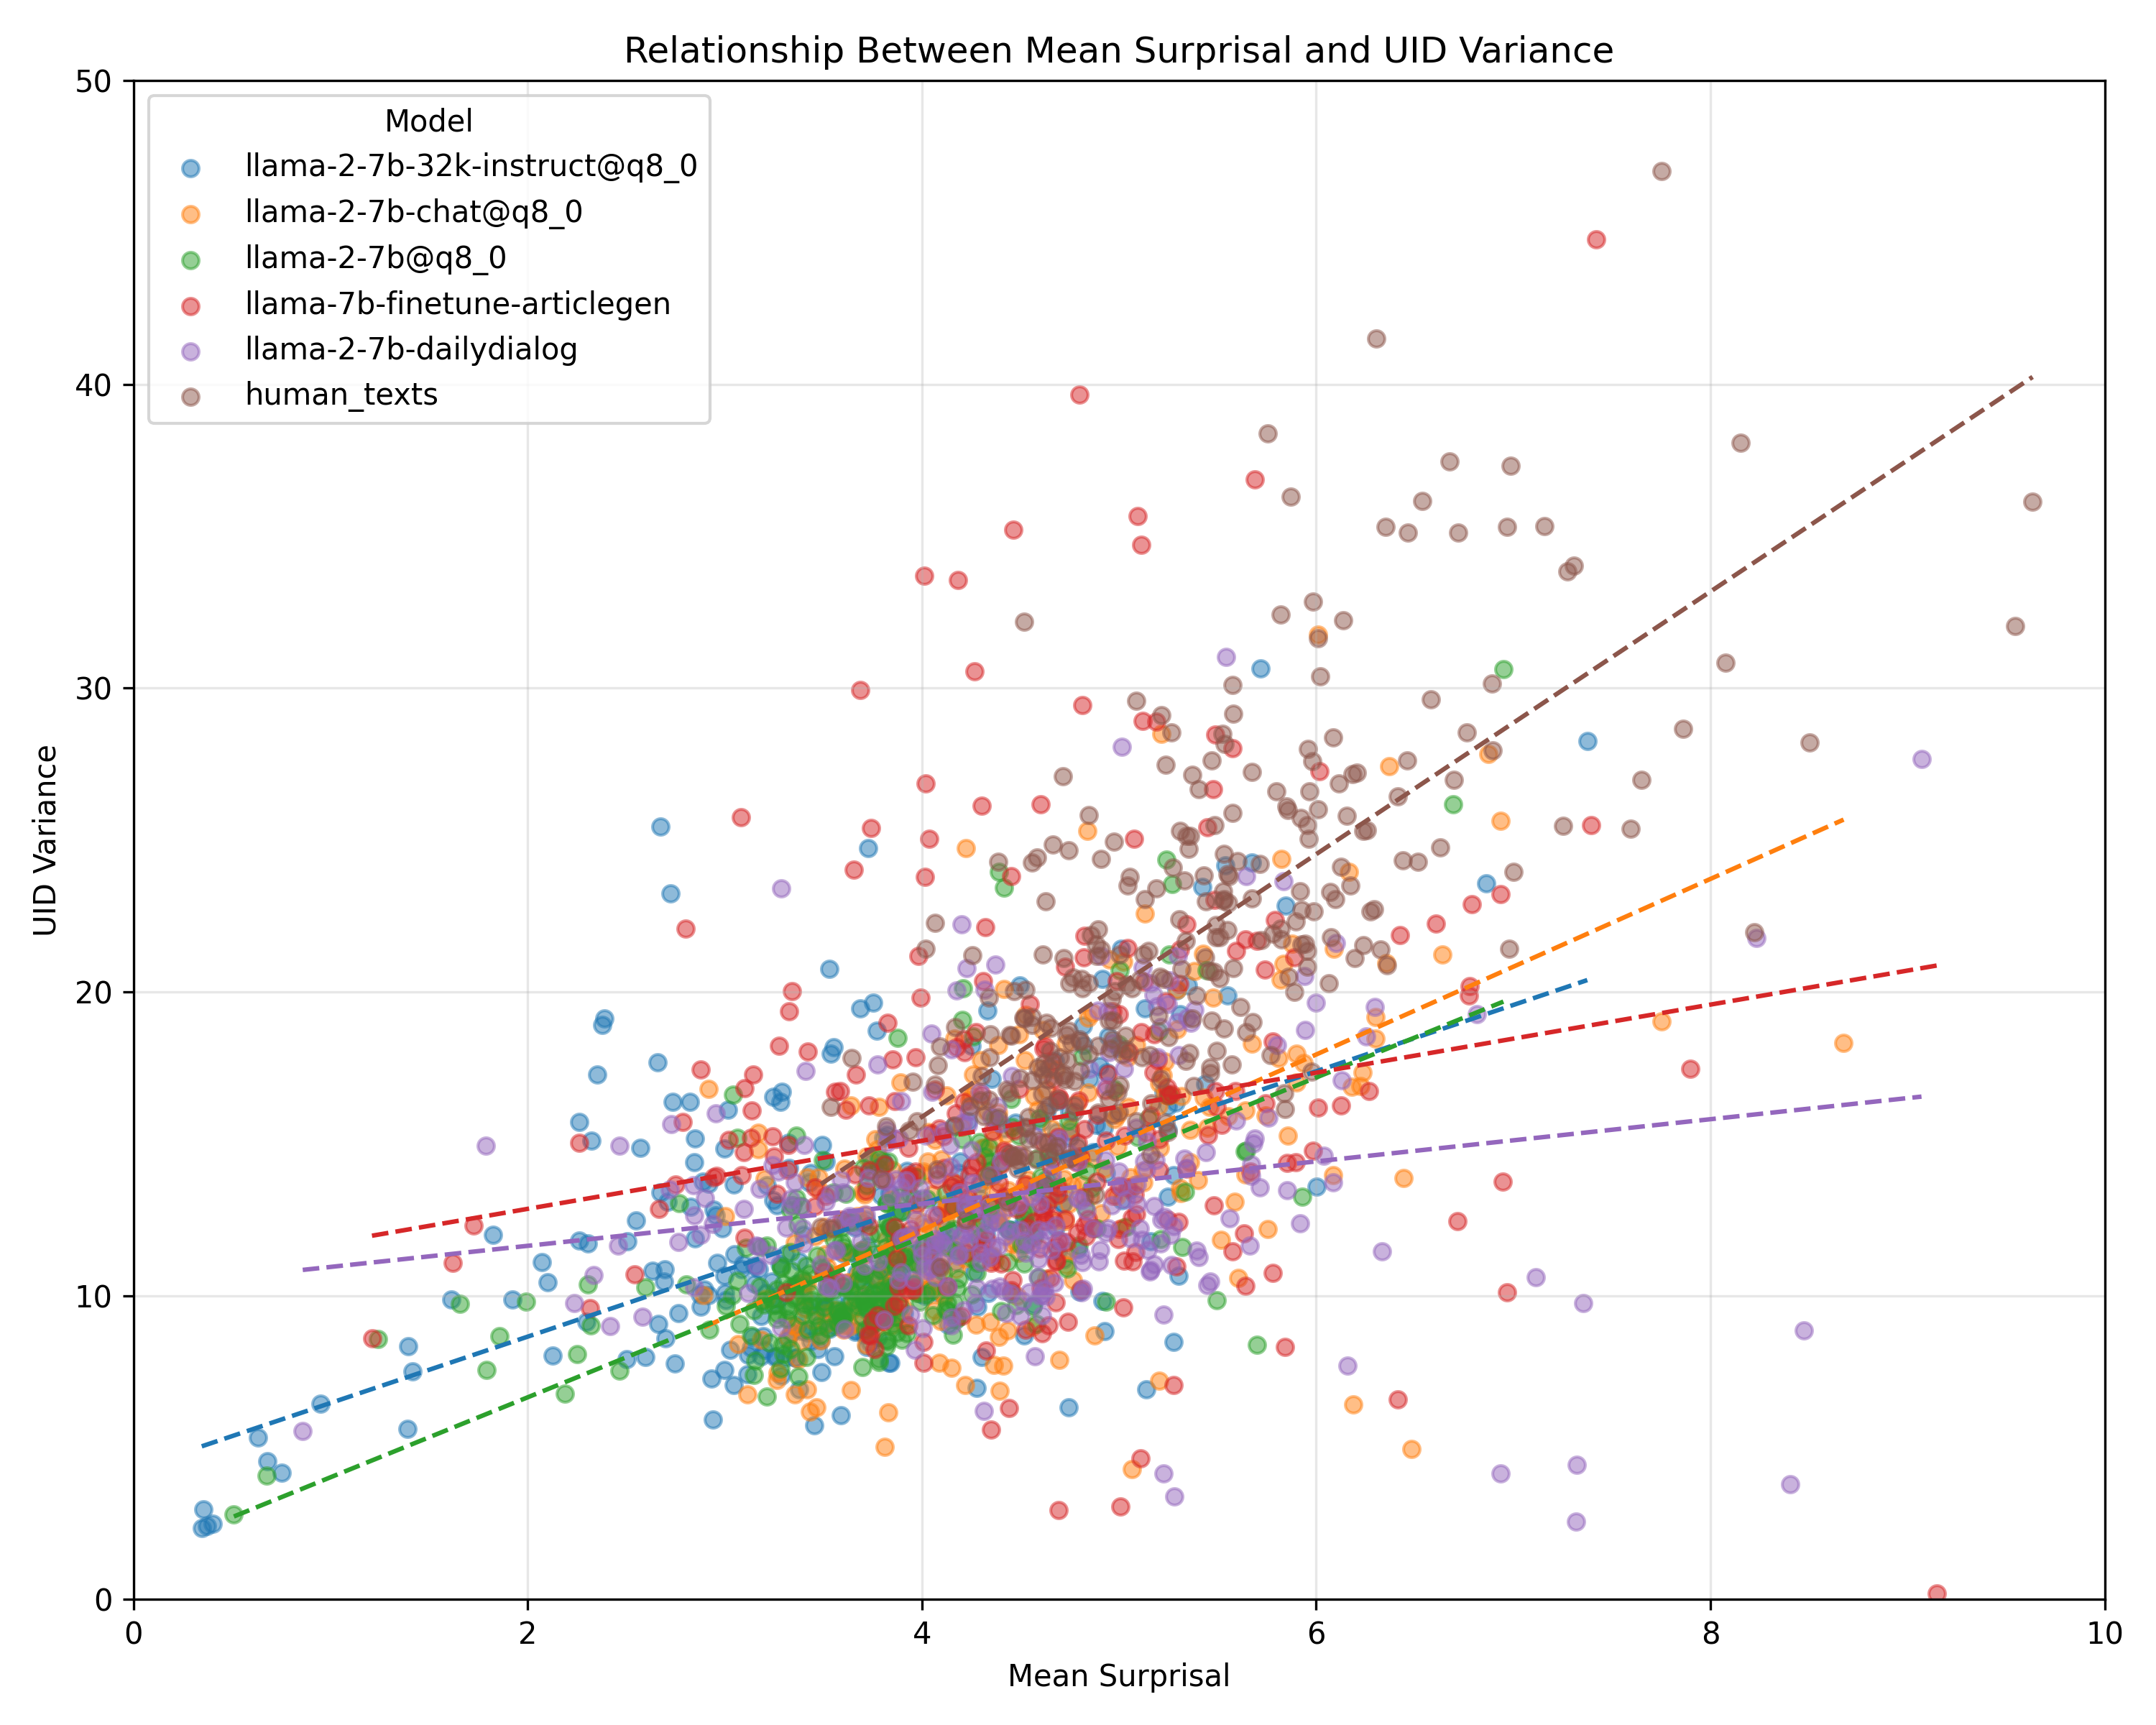 Relationship Between Mean Surprisal and UID Variance
50
40
30
20
10
0
UID Variance
Model
llama-2-7b-32k-instruct@q8_0
llama-2-7b-chat@q8_0
llama-2-7b@q8_0
llama-7b-finetune-articlegen
llama-2-7b-dailydialog
human_texts
0 2 4 6 8 10
Mean Surprisal